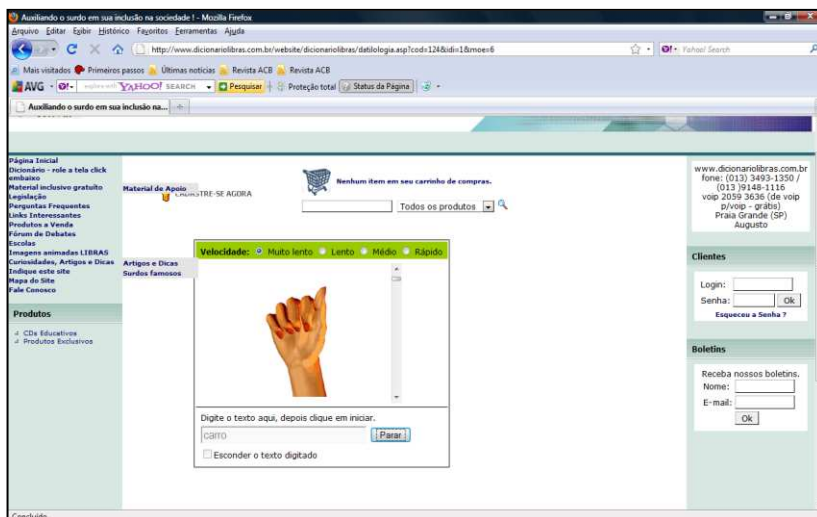 Auxiliando o surdo em sua inclusão na sociedade ! - Mozilla Firefox
Arquivo Editar Exibir Histórico Favoritos Ferramentas Ajuda
http://www.dicionariolibras.com.br/website/dicionariolibras/datilologia.asp?cod=124&idi=1&moe=6
Yahoo! Search
Mais visitados Primeiros passos Últimas notícias Revista ACB Revista ACB
AVG YAHOO! SEARCH Pesquisar Proteção total Status da Página
Auxiliando o surdo em sua inclusão na...
Página Inicial
Dicionário - role a tela click
embaixo
Material inclusivo gratuito
Legislação
Perguntas Frequentes
Links Interessantes
Produtos a Venda
Fórum de Debates
Escolas
Imagens animadas LIBRAS
Curiosidades, Artigos e Dicas
Indique este site
Mapa do Site
Fale Conosco
Produtos
CDs Educativos
Produtos Exclusivos
Material de Apoio
STRE-SE AGORA
Artigos e Dicas
Surdos famosos
Nenhum item em seu carrinho de compras.
Todos os produtos
Velocidade: Muito lento Lento Médio Rápido
Digite o texto aqui, depois clique em iniciar.
carro Parar
Esconder o texto digitado
www.dicionariolibras.com.br
fone: (013) 3493-1350 /
(013 )9148-1116
voip 2059 3636 (de voip
p/voip - grátis)
Praia Grande (SP)
Augusto
Clientes
Login:
Senha: Ok
Esqueceu a Senha ?
Boletins
Receba nossos boletins.
Nome:
E-mail:
Ok
Concluído